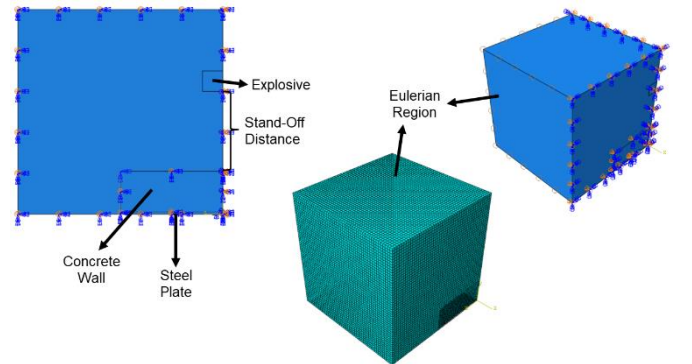 Explosive
Stand-Off
Distance
Concrete
Wall
Steel
Plate
Eulerian
Region